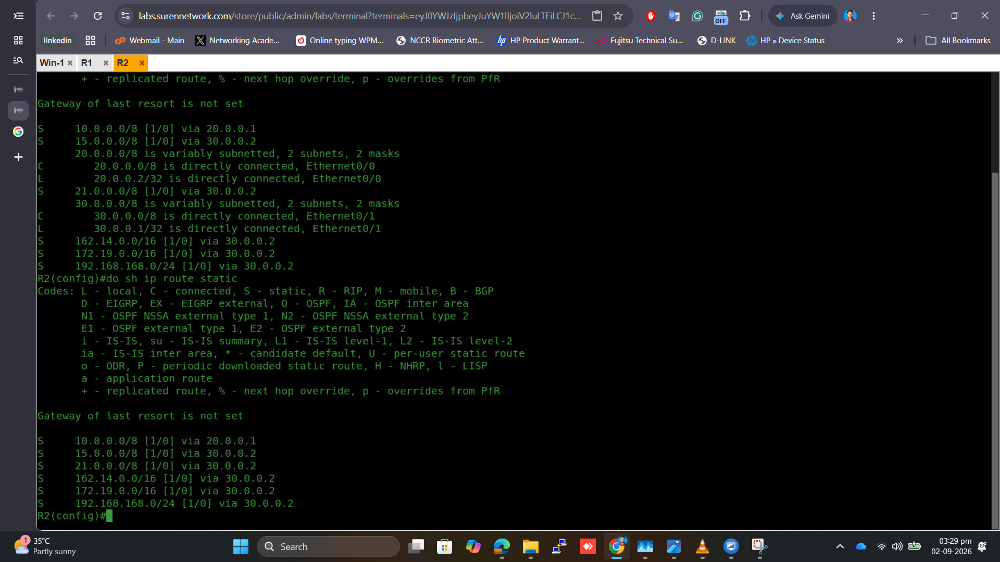 labs.surennetwork.com/store/public/admin/labs/terminal?terminals=eyJ0YWJzIjpbeyJuYW1lIjoiV2luLTEiLCJ1c...
OFF
Ask Gemini
linkedin
Webmail - Main
Networking Acade...
Online typing WPM...
NCCR Biometric Att...
HP Product Warrant...
Fujitsu Technical Su...
D-LINK
HP » Device Status
»
All Bookmarks
Win-1 × R1 × R2 ×
+ - replicated route, % - next hop override, p - overrides from PfR
Gateway of last resort is not set
S 10.0.0.0/8 [1/0] via 20.0.0.1
S 15.0.0.0/8 [1/0] via 30.0.0.2
20.0.0.0/8 is variably subnetted, 2 subnets, 2 masks
C 20.0.0.0/8 is directly connected, Ethernet0/0
L 20.0.0.2/32 is directly connected, Ethernet0/0
S 21.0.0.0/8 [1/0] via 30.0.0.2
30.0.0.0/8 is variably subnetted, 2 subnets, 2 masks
C 30.0.0.0/8 is directly connected, Ethernet0/1
L 30.0.0.1/32 is directly connected, Ethernet0/1
S 162.14.0.0/16 [1/0] via 30.0.0.2
S 172.19.0.0/16 [1/0] via 30.0.0.2
S 192.168.168.0/24 [1/0] via 30.0.0.2
R2(config)#do sh ip route static
Codes: L - local, C - connected, S - static, R - RIP, M - mobile, B - BGP
D - EIGRP, EX - EIGRP external, O - OSPF, IA - OSPF inter area
N1 - OSPF NSSA external type 1, N2 - OSPF NSSA external type 2
E1 - OSPF external type 1, E2 - OSPF external type 2
i - IS-IS, su - IS-IS summary, L1 - IS-IS level-1, L2 - IS-IS level-2
ia - IS-IS inter area, * - candidate default, U - per-user static route
o - ODR, P - periodic downloaded static route, H - NHRP, l - LISP
a - application route
+ - replicated route, % - next hop override, p - overrides from PfR
Gateway of last resort is not set
S 10.0.0.0/8 [1/0] via 20.0.0.1
S 15.0.0.0/8 [1/0] via 30.0.0.2
S 21.0.0.0/8 [1/0] via 30.0.0.2
S 162.14.0.0/16 [1/0] via 30.0.0.2
S 172.19.0.0/16 [1/0] via 30.0.0.2
S 192.168.168.0/24 [1/0] via 30.0.0.2
R2(config)#
1
35°C
Partly sunny
Search
03:29 pm
02-09-2026